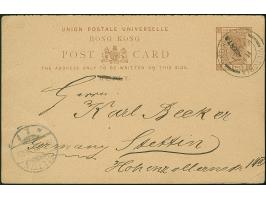 UNION POSTALE UNIVERSELLE
HONG KONG
POST CARD
THE ADDRESS ONLY TO BE WRITTEN ON THIS SIDE.
Herrn
Karl Becker
Germany Stettin
Hohenzollernstr.